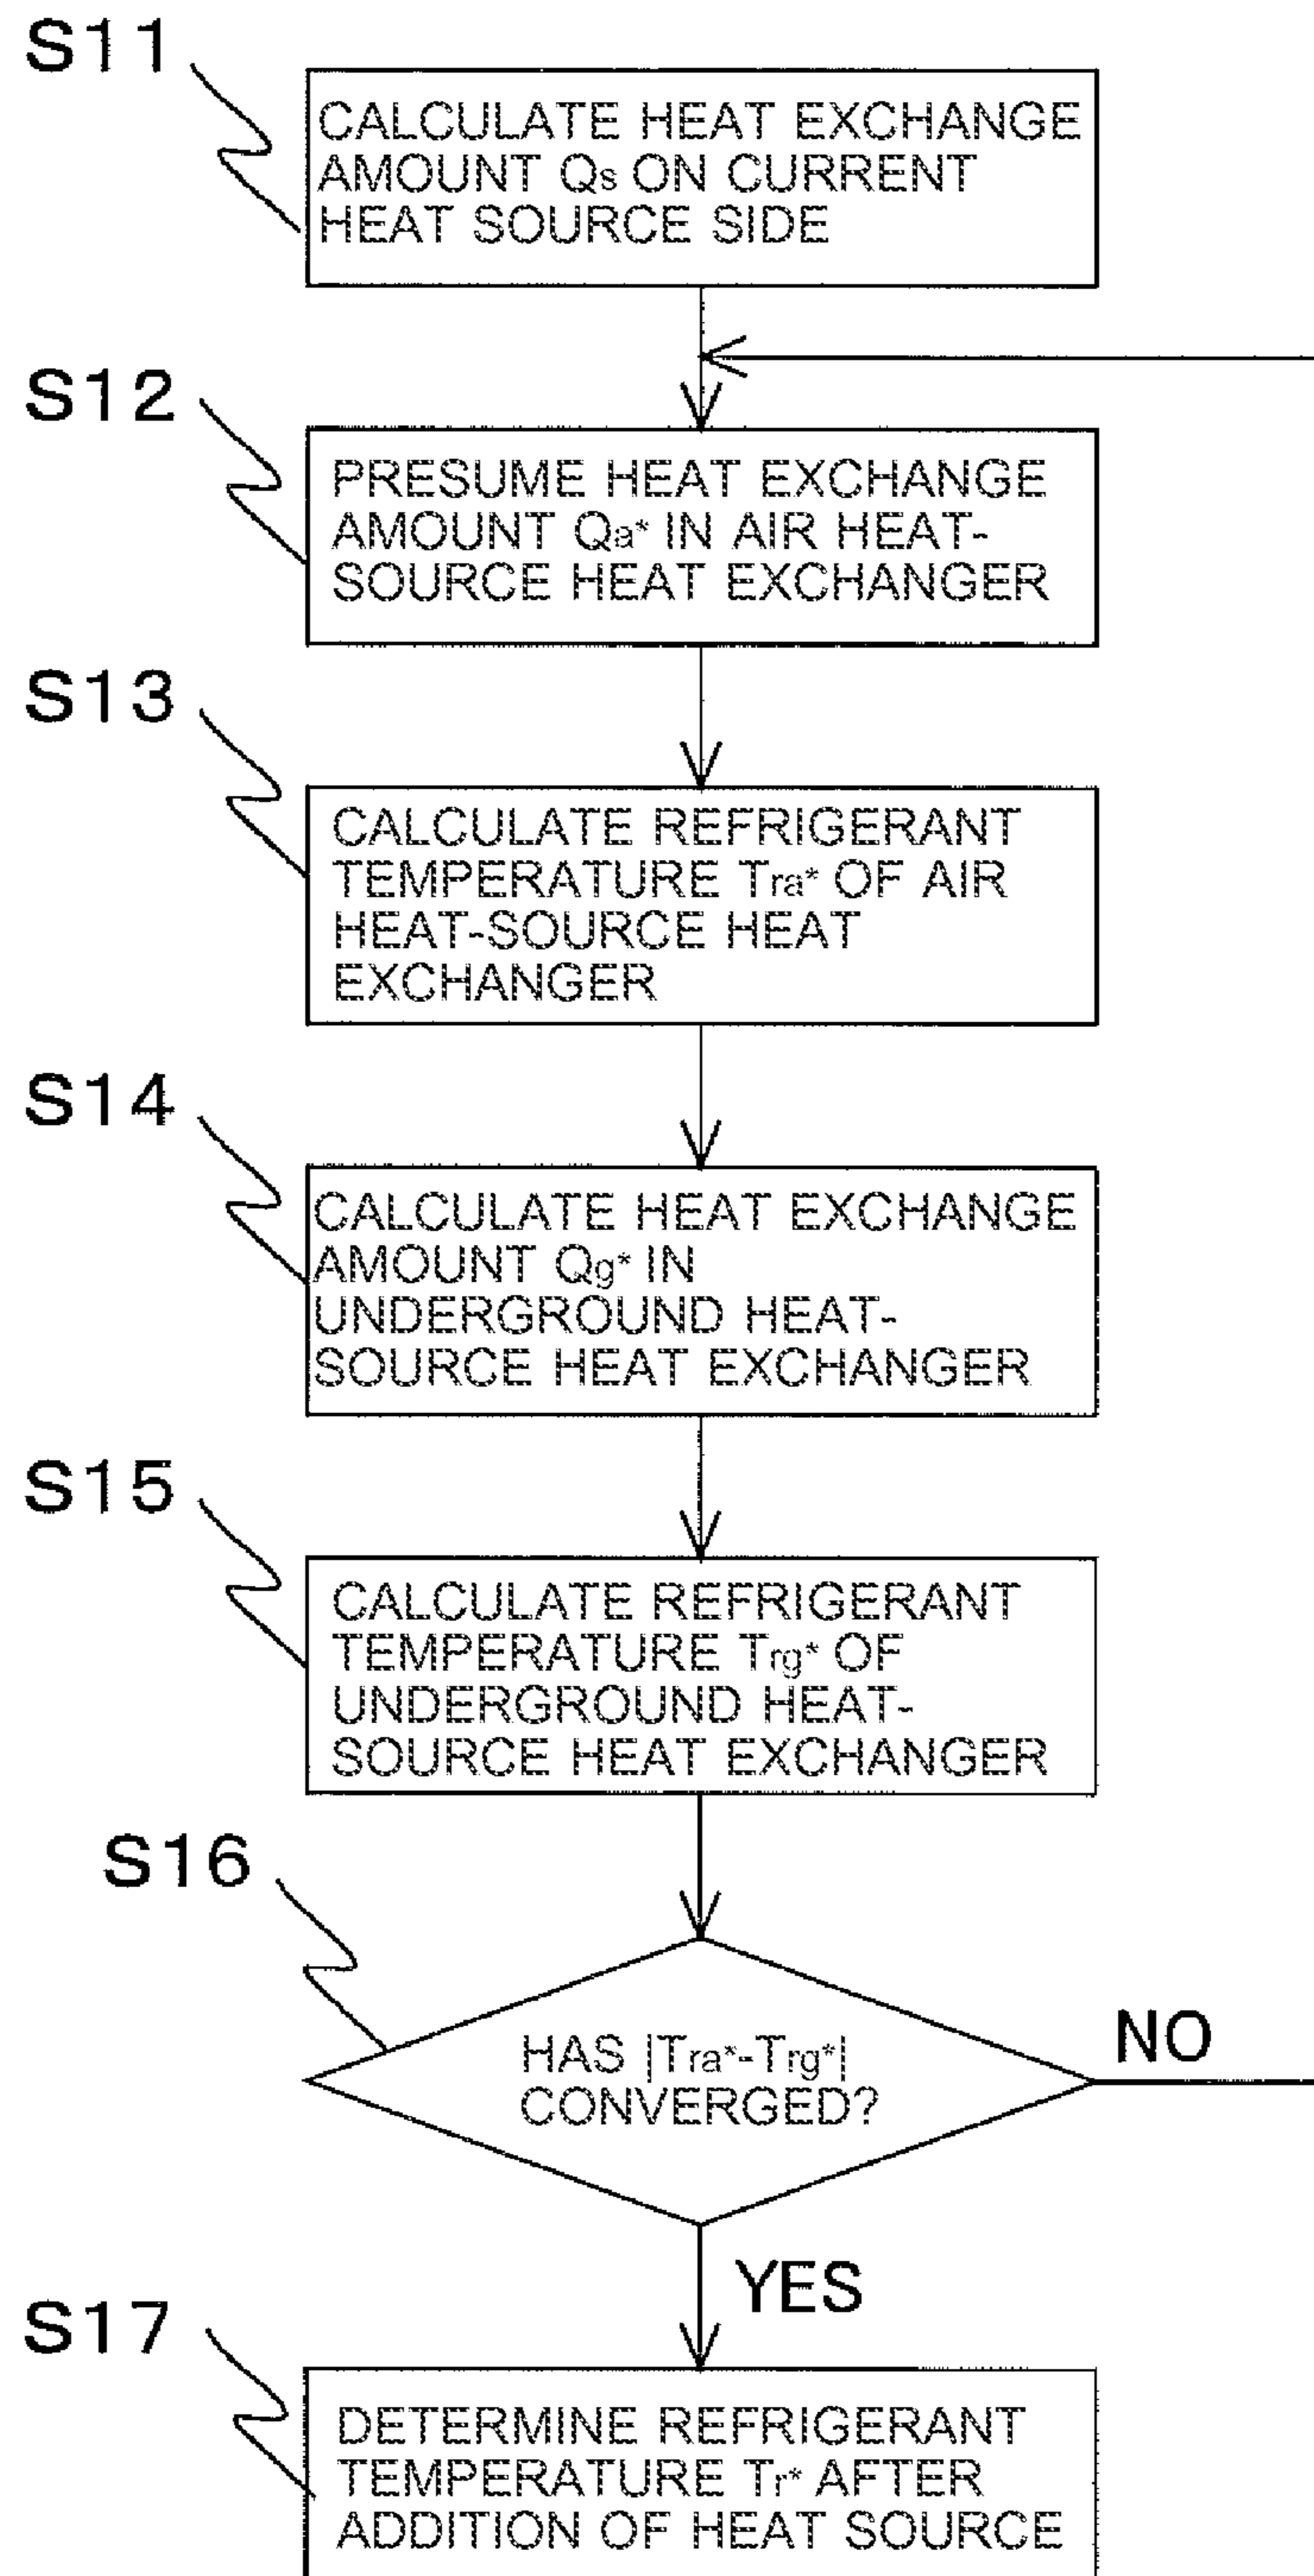 S11
CALCULATE HEAT EXCHANGE
AMOUNT Qs ON CURRENT
HEAT SOURCE SIDE
S12
PRESUME HEAT EXCHANGE
AMOUNT Qa* IN AIR HEAT-
SOURCE HEAT EXCHANGER
S13
CALCULATE REFRIGERANT
TEMPERATURE Tra* OF AIR
HEAT-SOURCE HEAT
EXCHANGER
S14
CALCULATE HEAT EXCHANGE
AMOUNT Qg* IN
UNDERGROUND HEAT-
SOURCE HEAT EXCHANGER
S15
CALCULATE REFRIGERANT
TEMPERATURE Trg* OF
UNDERGROUND HEAT-
SOURCE HEAT EXCHANGER
S16
HAS |Tra*-Trg*|
CONVERGED?
NO
YES
S17
DETERMINE REFRIGERANT
TEMPERATURE Tr* AFTER
ADDITION OF HEAT SOURCE